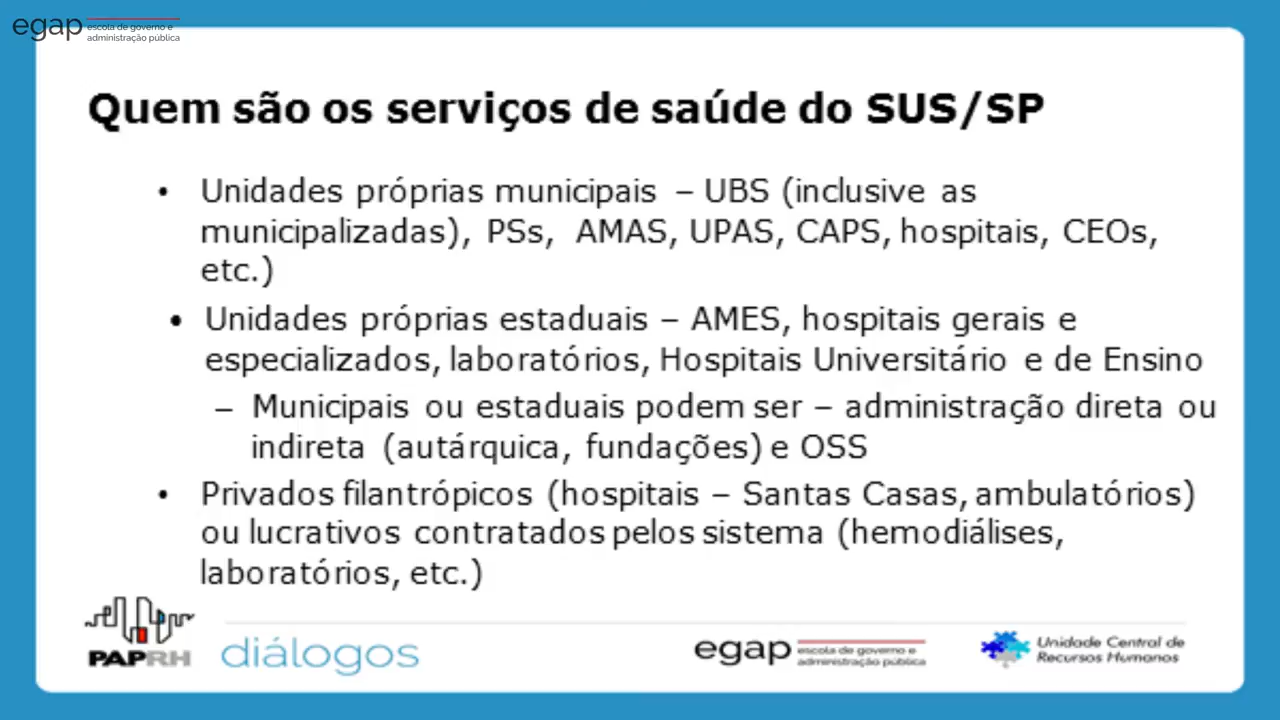 egap escola de governo e
administração pública
Quem são os serviços de saúde do SUS/SP
• Unidades próprias municipais – UBS (inclusive as
municipalizadas), PSs, AMAS, UPAS, CAPS, hospitais, CEOs,
etc.)
• Unidades próprias estaduais – AMES, hospitais gerais e
especializados, laboratórios, Hospitais Universitário e de Ensino
– Municipais ou estaduais podem ser – administração direta ou
indireta (autárquica, fundações) e OSS
• Privados filantrópicos (hospitais – Santas Casas, ambulatórios)
ou lucrativos contratados pelos sistema (hemodiálises,
laboratórios, etc.)
PAPRH
diálogos
egap escola de governo e
administração pública
Unidade Central de
Recursos Humanos